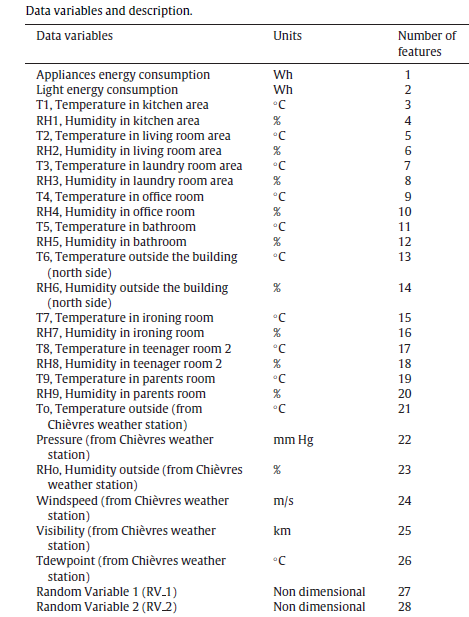 Data variables and description.
Data variables Units Number of
features
Appliances energy consumption Wh 1
Light energy consumption Wh 2
T1, Temperature in kitchen area °C 3
RH1, Humidity in kitchen area % 4
T2, Temperature in living room area °C 5
RH2, Humidity in living room area % 6
T3, Temperature in laundry room area °C 7
RH3, Humidity in laundry room area % 8
T4, Temperature in office room °C 9
RH4, Humidity in office room % 10
T5, Temperature in bathroom °C 11
RH5, Humidity in bathroom % 12
T6, Temperature outside the building °C 13
(north side)
RH6, Humidity outside the building % 14
(north side)
T7, Temperature in ironing room °C 15
RH7, Humidity in ironing room % 16
T8, Temperature in teenager room 2 °C 17
RH8, Humidity in teenager room 2 % 18
T9, Temperature in parents room °C 19
RH9, Humidity in parents room % 20
To, Temperature outside (from °C 21
Chièvres weather station)
Pressure (from Chièvres weather mm Hg 22
station)
RHo, Humidity outside (from Chièvres % 23
weather station)
Windspeed (from Chièvres weather m/s 24
station)
Visibility (from Chièvres weather km 25
station)
Tdewpoint (from Chièvres weather °C 26
station)
Random Variable 1 (RV_1) Non dimensional 27
Random Variable 2 (RV_2) Non dimensional 28